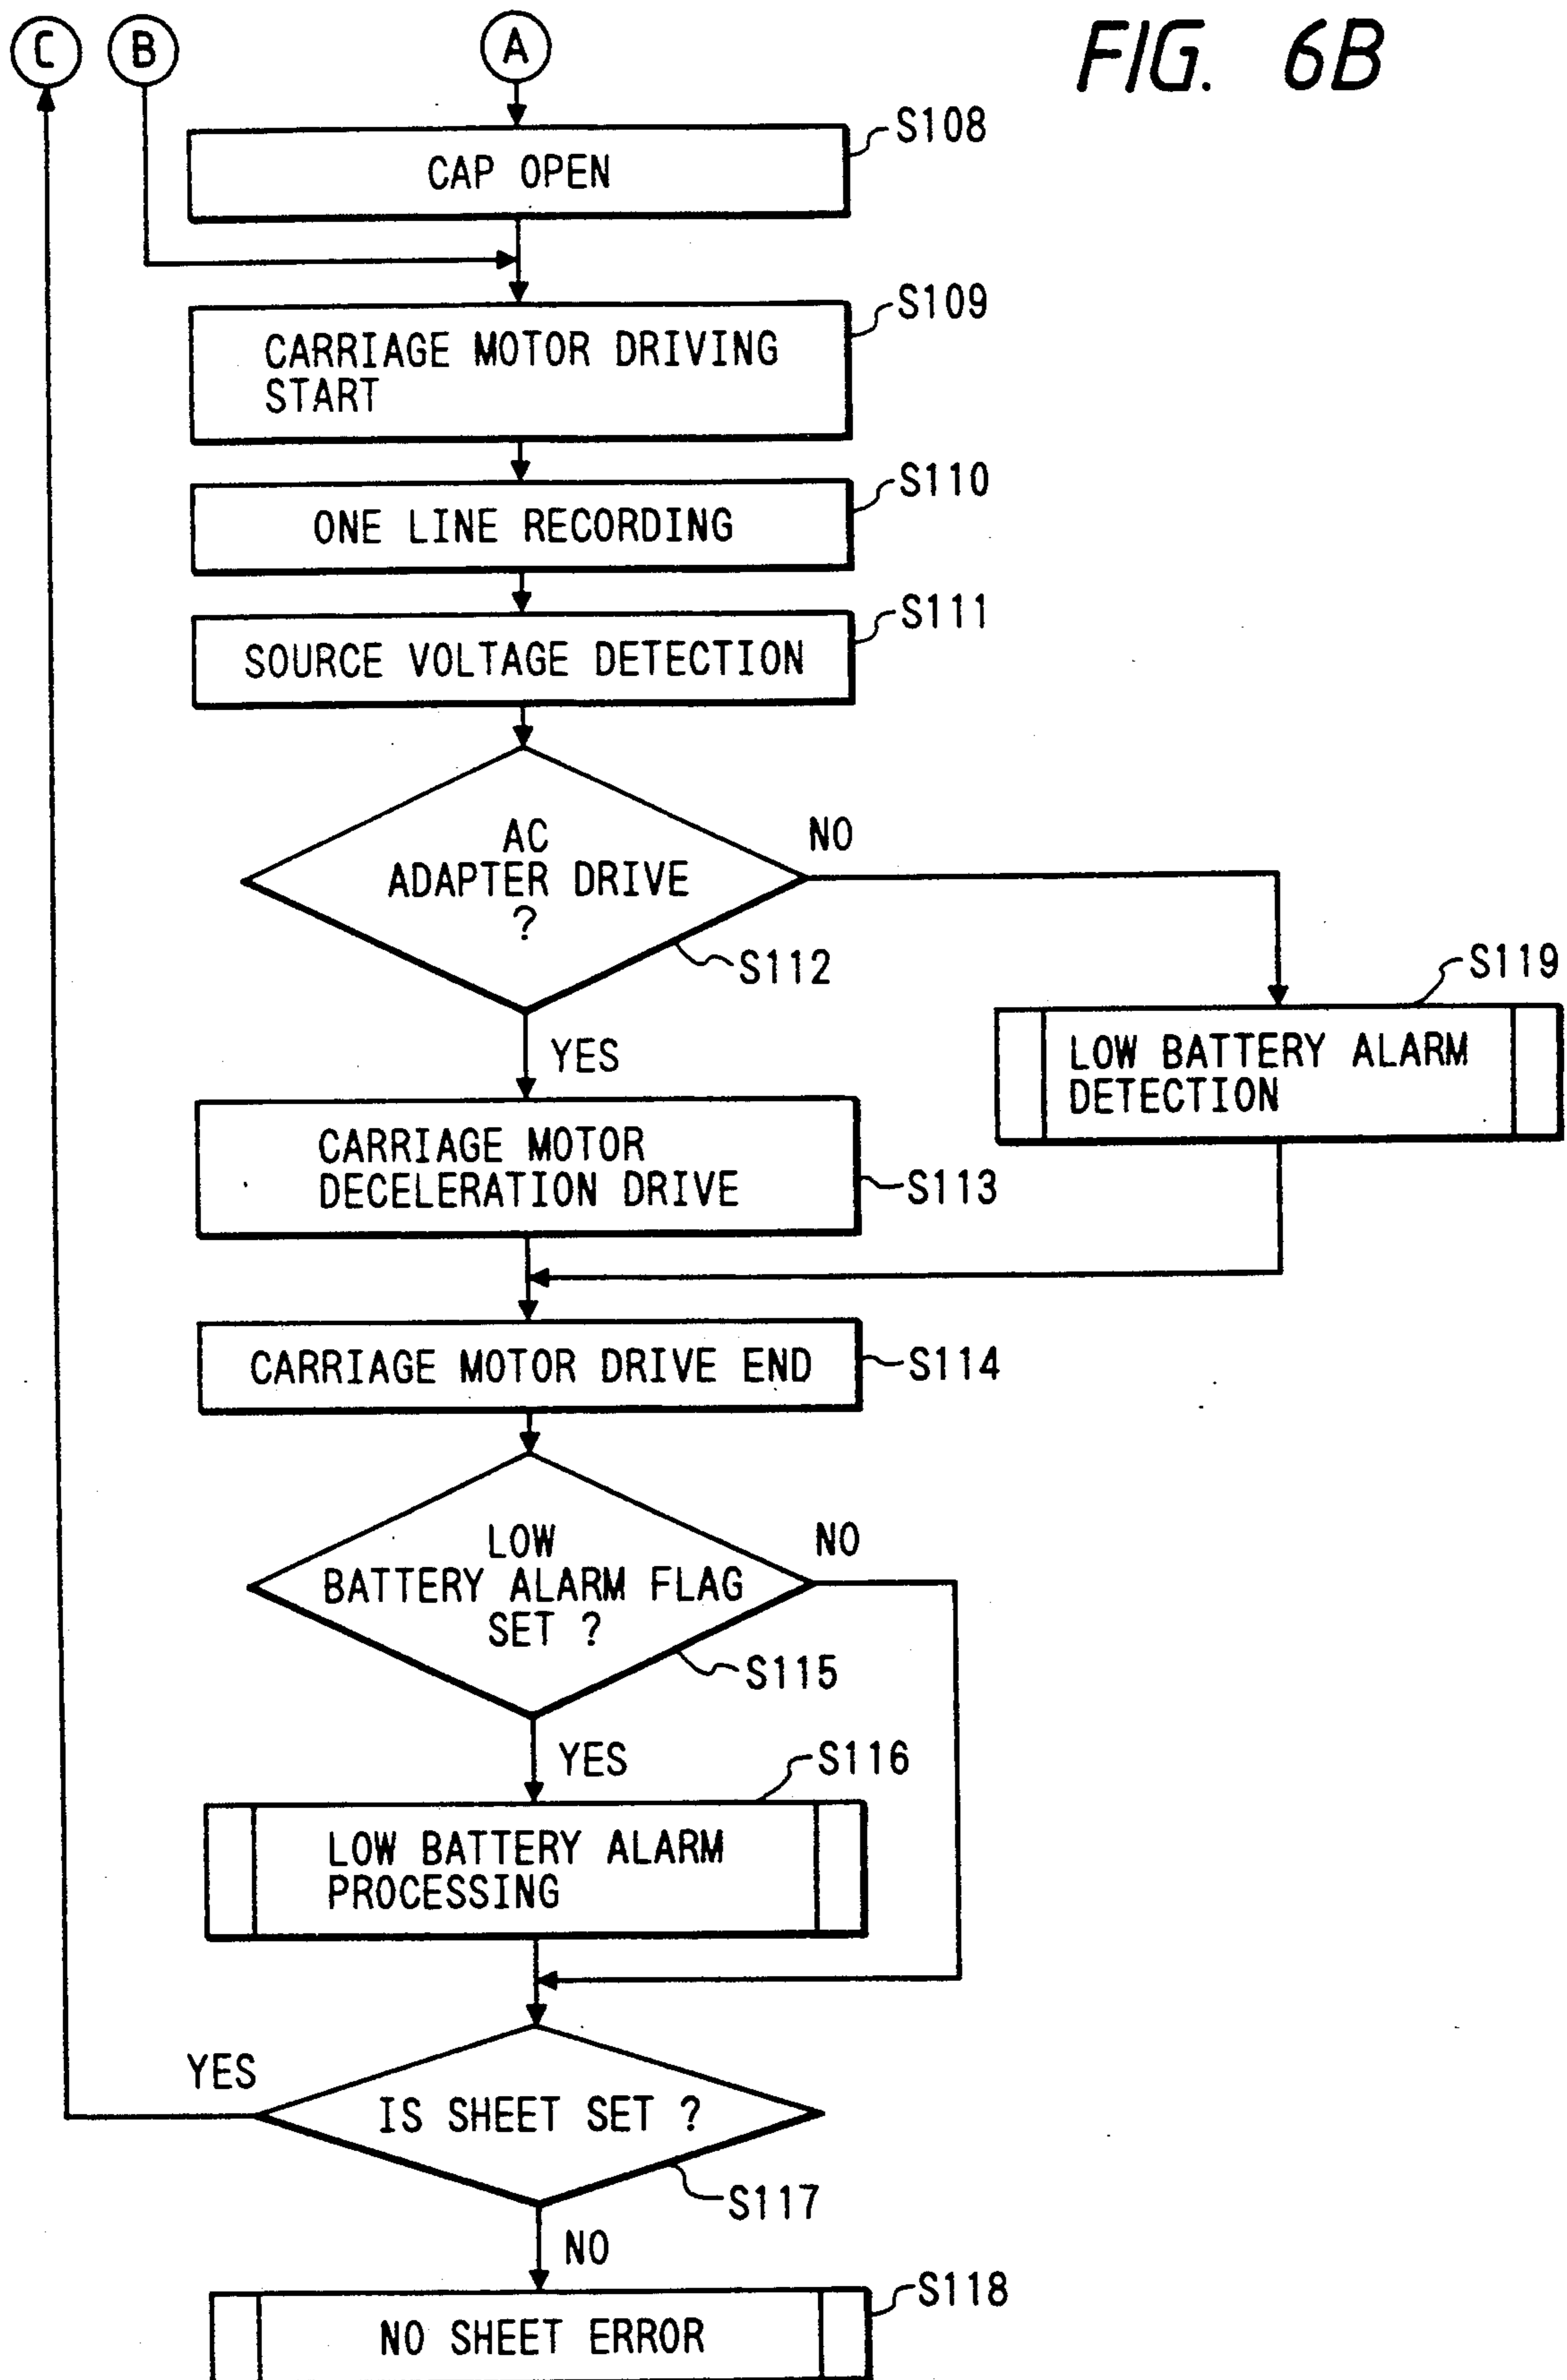 C
B
A
FIG. 6B
S108
CAP OPEN
S109
CARRIAGE MOTOR DRIVING
START
S110
ONE LINE RECORDING
S111
SOURCE VOLTAGE DETECTION
AC
ADAPTER DRIVE
?
NO
S112
YES
S119
LOW BATTERY ALARM
DETECTION
CARRIAGE MOTOR
DECELERATION DRIVE
S113
CARRIAGE MOTOR DRIVE END
S114
LOW
BATTERY ALARM FLAG
SET ?
NO
S115
YES
S116
LOW BATTERY ALARM
PROCESSING
YES
IS SHEET SET ?
S117
NO
S118
NO SHEET ERROR